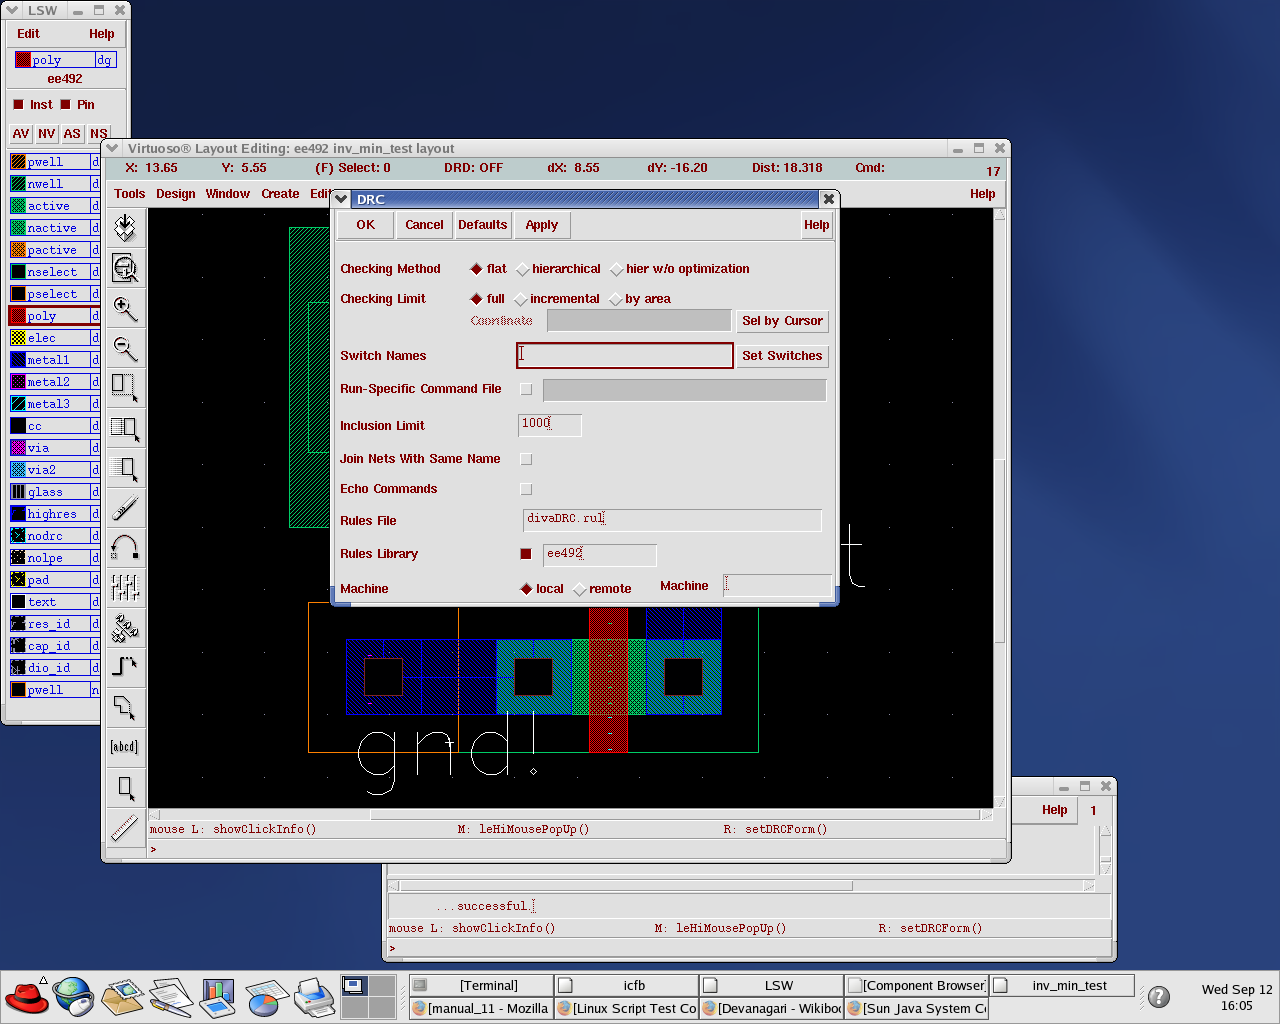 LSW
Edit Help
poly dg
ee492
Inst Pin
AV NV AS NS
pwell d
nwell d
active d
nactive d
pactive d
nselect d
pselect d
poly d
elec d
metal1 d
metal2 d
metal3 d
cc d
via d
via2 d
glass d
highres d
nodrc d
nolpe d
pad d
text d
res_id d
cap_id d
dio_id d
pwell n
Virtuoso® Layout Editing: ee492 inv_min_test layout
X: 13.65 Y: 5.55 (F) Select: 0 DRD: OFF dX: 8.55 dY: -16.20 Dist: 18.318 Cmd: 17
Tools Design Window Create Edi Help
DRC
OK Cancel Defaults Apply Help
Checking Method flat hierarchical hier w/o optimization
Checking Limit full incremental by area
Coordinate Sel by Cursor
Switch Names Set Switches
Run-Specific Command File
Inclusion Limit 1000
Join Nets With Same Name
Echo Commands
Rules File divaDRC.rul
Rules Library ee492
Machine local remote Machine
t
gnd!
[abcd]
mouse L: showClickInfo() M: leHiMousePopUp() R: setDRCForm()
>
Help 1
...successful.
mouse L: showClickInfo() M: leHiMousePopUp() R: setDRCForm()
>
[Terminal] icfb LSW [Component Browser] inv_min_test
[manual_11 - Mozilla [Linux Script Test Co [Devanagari - Wikiboo [Sun Java System Co
Wed Sep 12
16:05